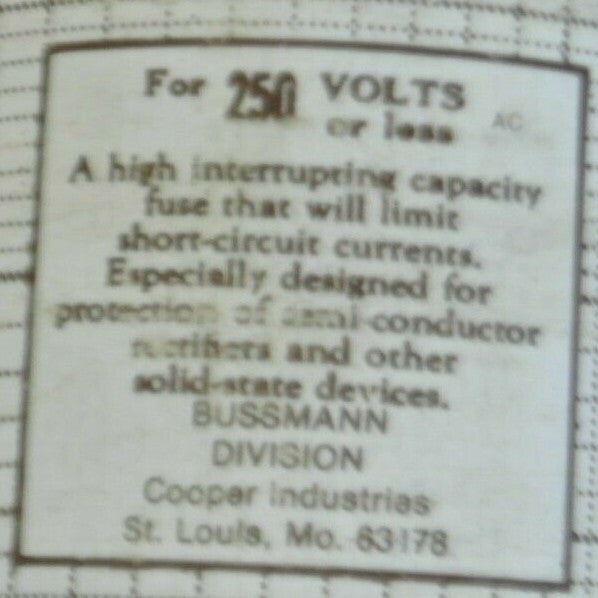 For 250 VOLTS
or less AC
A high interrupting capacity
fuse that will limit
short-circuit currents.
Especially designed for
protection of semi-conductor
rectifiers and other
solid-state devices.
BUSSMANN
DIVISION
Cooper Industries
St. Louis, Mo. 63178